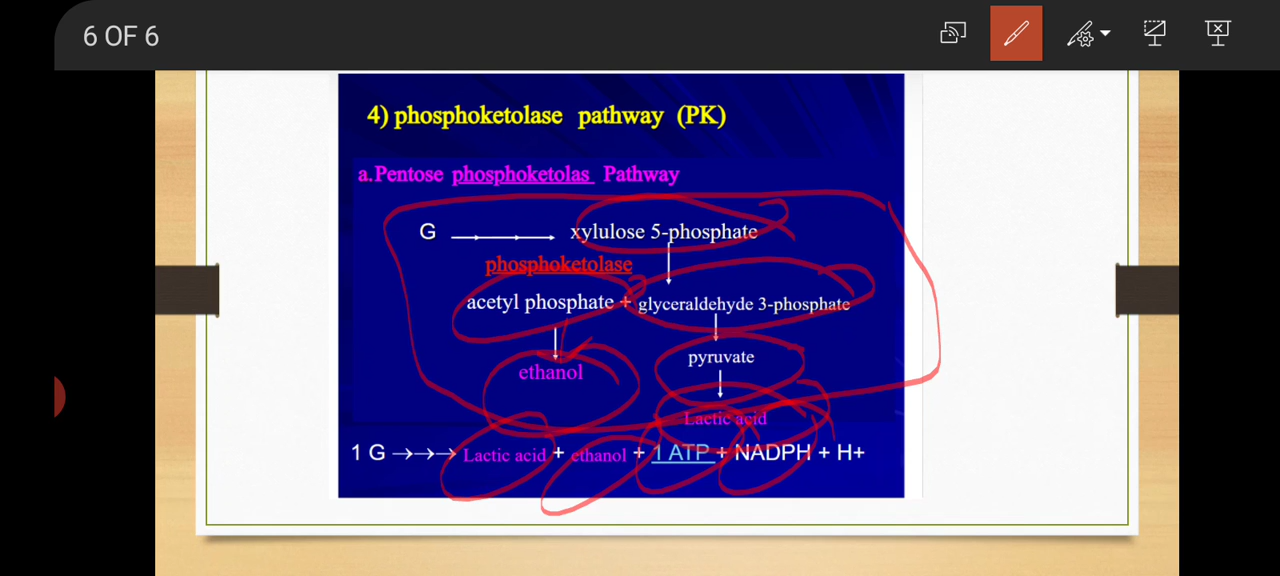 6 OF 6
4) phosphoketolase pathway (PK)
a.Pentose phosphoketolas Pathway
G xylulose 5-phosphate
phosphoketolase
acetyl phosphate + glyceraldehyde 3-phosphate
pyruvate
ethanol
Lactic acid
1 G →→→ Lactic acid + ethanol + 1 ATP + NADPH + H+